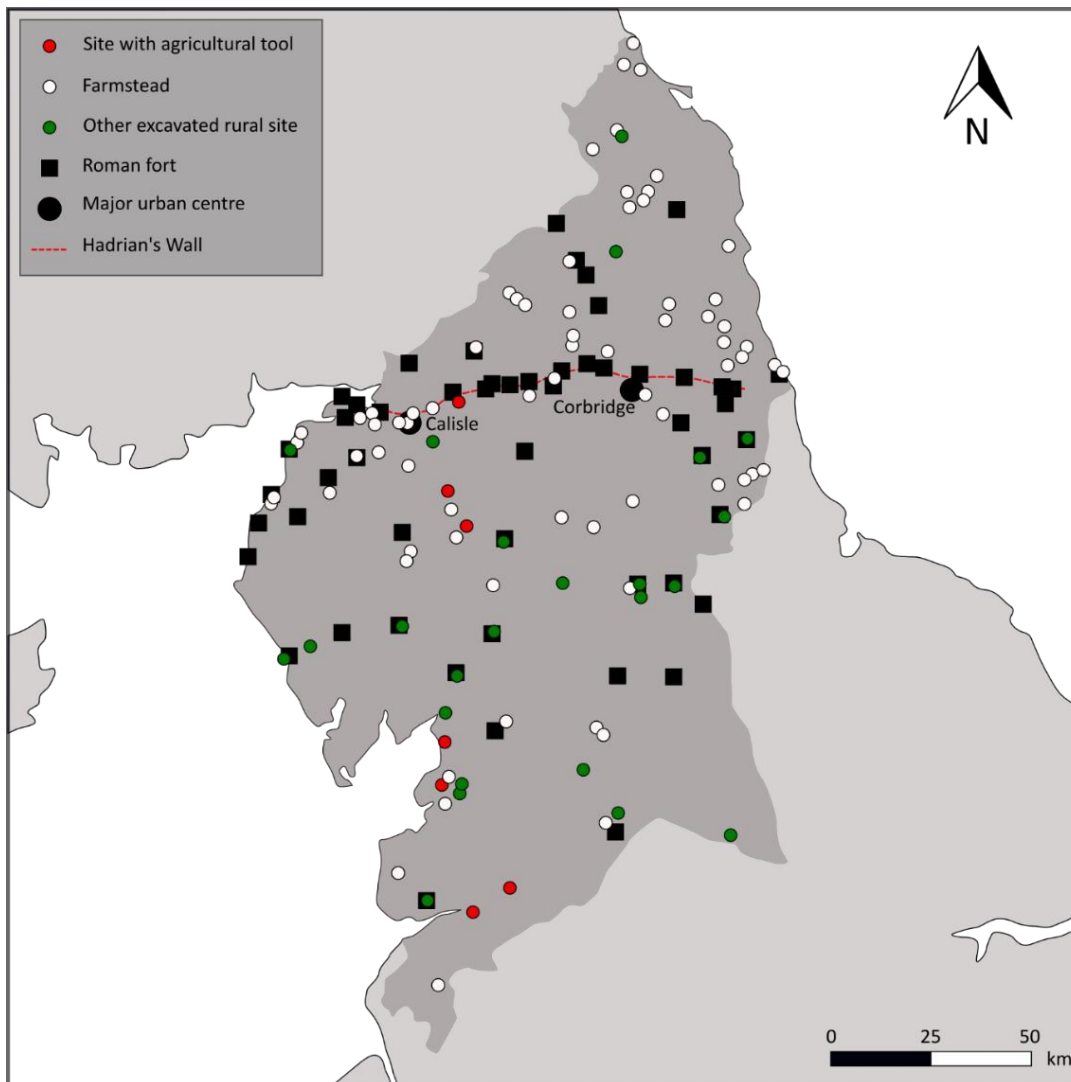 Site with agricultural tool
Farmstead
Other excavated rural site
Roman fort
Major urban centre
Hadrian's Wall
N
Corbridge
Calisle
0 25 50
km